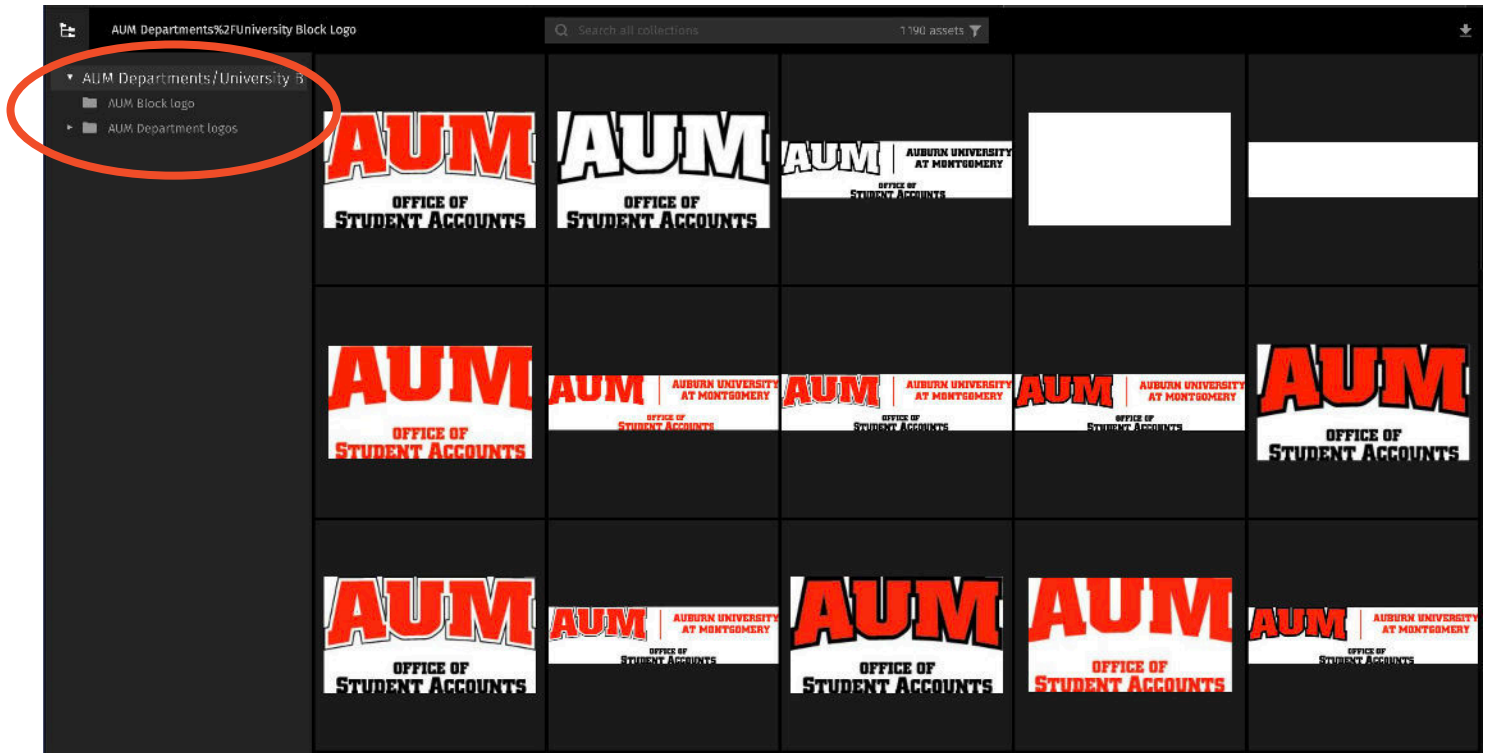 AUM Departments%2FUniversity Block Logo
Search all collections
1190 assets
AUM Departments/University B
AUM Block logo
AUM Department logos
AUM
OFFICE OF
STUDENT ACCOUNTS
AUM
OFFICE OF
STUDENT ACCOUNTS
AUM
AUBURN UNIVERSITY
AT MONTGOMERY
OFFICE OF
STUDENT ACCOUNTS
AUM
OFFICE OF
STUDENT ACCOUNTS
AUM
AUBURN UNIVERSITY
AT MONTGOMERY
OFFICE OF
STUDENT ACCOUNTS
AUM
AUBURN UNIVERSITY
AT MONTGOMERY
OFFICE OF
STUDENT ACCOUNTS
AUM
AUBURN UNIVERSITY
AT MONTGOMERY
OFFICE OF
STUDENT ACCOUNTS
AUM
OFFICE OF
STUDENT ACCOUNTS
AUM
OFFICE OF
STUDENT ACCOUNTS
AUM
AUBURN UNIVERSITY
AT MONTGOMERY
OFFICE OF
STUDENT ACCOUNTS
AUM
OFFICE OF
STUDENT ACCOUNTS
AUM
OFFICE OF
STUDENT ACCOUNTS
AUM
AUBURN UNIVERSITY
AT MONTGOMERY
OFFICE OF
STUDENT ACCOUNTS